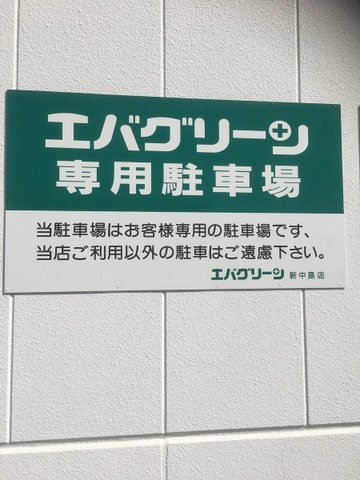 エバグリーン
専用駐車場
当駐車場はお客様専用の駐車場です、
当店ご利用以外の駐車はご遠慮下さい。
エバグリーン 新中島店